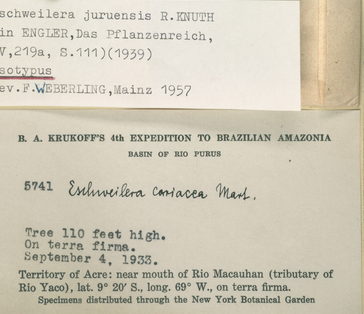 schweilera juruensis R.KNUTH
in ENGLER,Das Pflanzenreich,
V,219a, S.111)(1939)
sotypus
ev.F.WEBERLING,Mainz 1957
B. A. KRUKOFF'S 4th EXPEDITION TO BRAZILIAN AMAZONIA
BASIN OF RIO PURUS
5741 Eschweilera coriacea Mart.
Tree 110 feet high.
On terra firma.
September 4, 1933.
Territory of Acre: near mouth of Rio Macauhan (tributary of
Rio Yaco), lat. 9° 20' S., long. 69° W., on terra firma.
Specimens distributed through the New York Botanical Garden